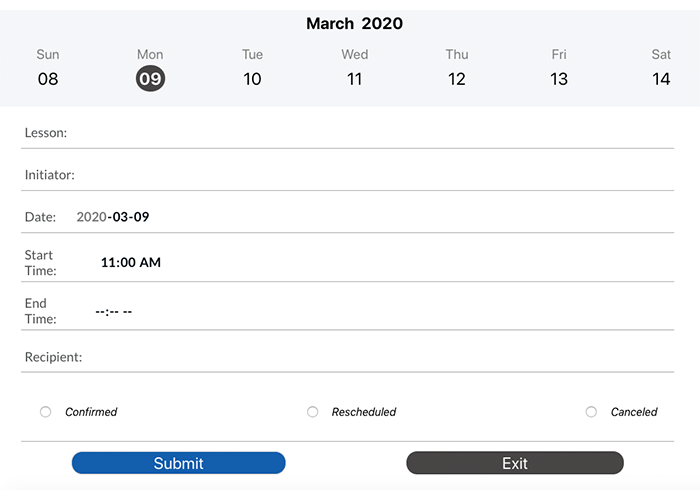 March 2020
Sun Mon Tue Wed Thu Fri Sat
08 09 10 11 12 13 14
Lesson:
Initiator:
Date: 2020-03-09
Start
Time: 11:00 AM
End
Time: --:-- --
Recipient:
Confirmed Rescheduled Canceled
Submit Exit